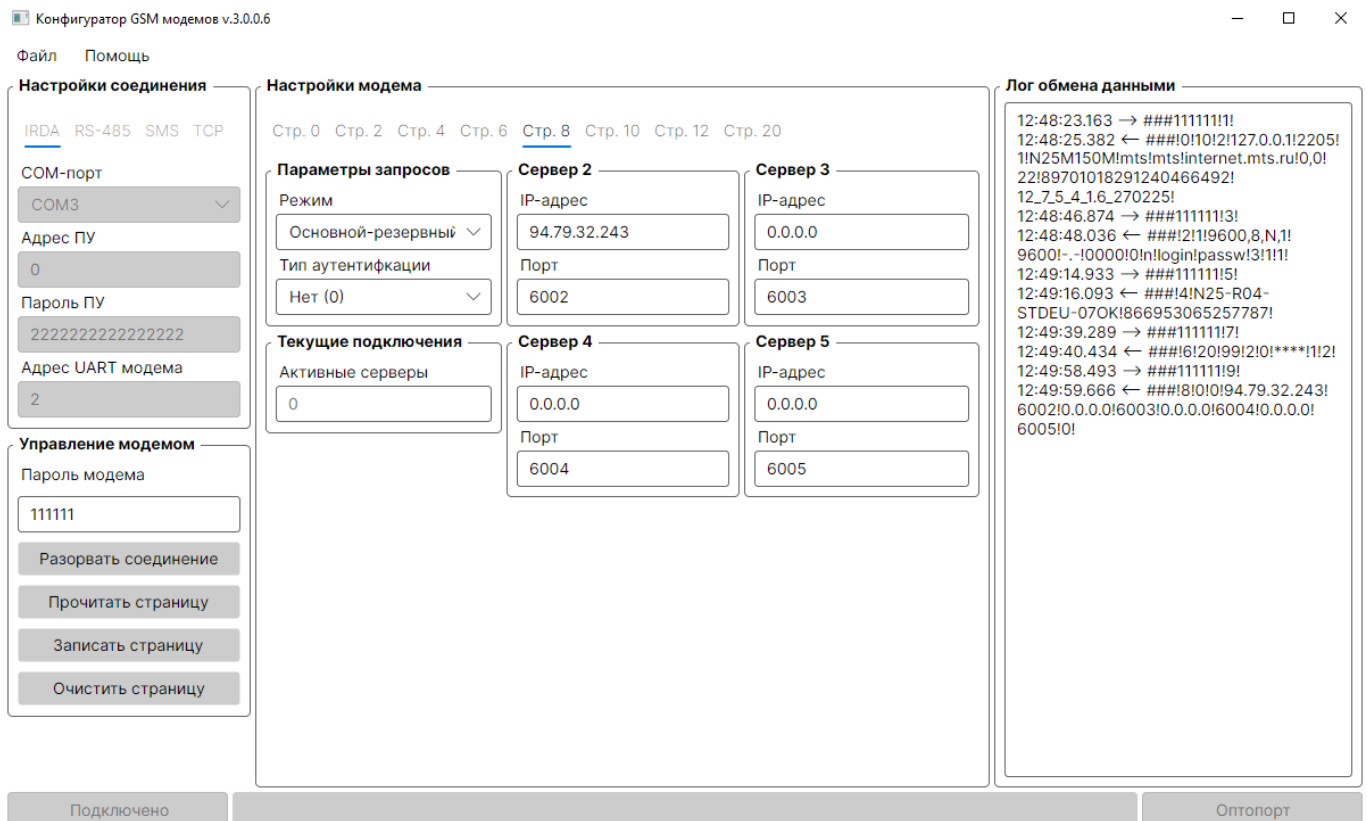 Конфигуратор GSM модемов v.3.0.0.6
Файл Помощь
Настройки соединения
IRDA RS-485 SMS TCP
COM-порт
COM3
Адрес ПУ
0
Пароль ПУ
2222222222222222
Адрес UART модема
2
Управление модемом
Пароль модема
111111
Разорвать соединение
Прочитать страницу
Записать страницу
Очистить страницу
Настройки модема
Стр. 0 Стр. 2 Стр. 4 Стр. 6 Стр. 8 Стр. 10 Стр. 12 Стр. 20
Параметры запросов
Режим
Основной-резервный
Тип аутентифкации
Нет (0)
Сервер 2
IP-адрес
94.79.32.243
Порт
6002
Сервер 3
IP-адрес
0.0.0.0
Порт
6003
Текущие подключения
Активные серверы
0
Сервер 4
IP-адрес
0.0.0.0
Порт
6004
Сервер 5
IP-адрес
0.0.0.0
Порт
6005
Лог обмена данными
12:48:23.163 → ###111111!1!
12:48:25.382 ← ###!0!10!2!127.0.0.1!2205!
1!N25M150M!mts!mts!internet.mts.ru!0,0!
22!89701018291240466492!
12_7_5_4_1.6_270225!
12:48:46.874 → ###111111!3!
12:48:48.036 ← ###!2!1!9600,8,N,1!
9600!-.-!0000!0!n!login!passw!3!1!1!
12:49:14.933 → ###111111!5!
12:49:16.093 ← ###!4!N25-R04-
STDEU-07OK!866953065257787!
12:49:39.289 → ###111111!7!
12:49:40.434 ← ###!6!20!99!2!0!****!1!2!
12:49:58.493 → ###111111!9!
12:49:59.666 ← ###!8!0!0!94.79.32.243!
6002!0.0.0.0!6003!0.0.0.0!6004!0.0.0.0!
6005!0!
Подключено
Оптопорт